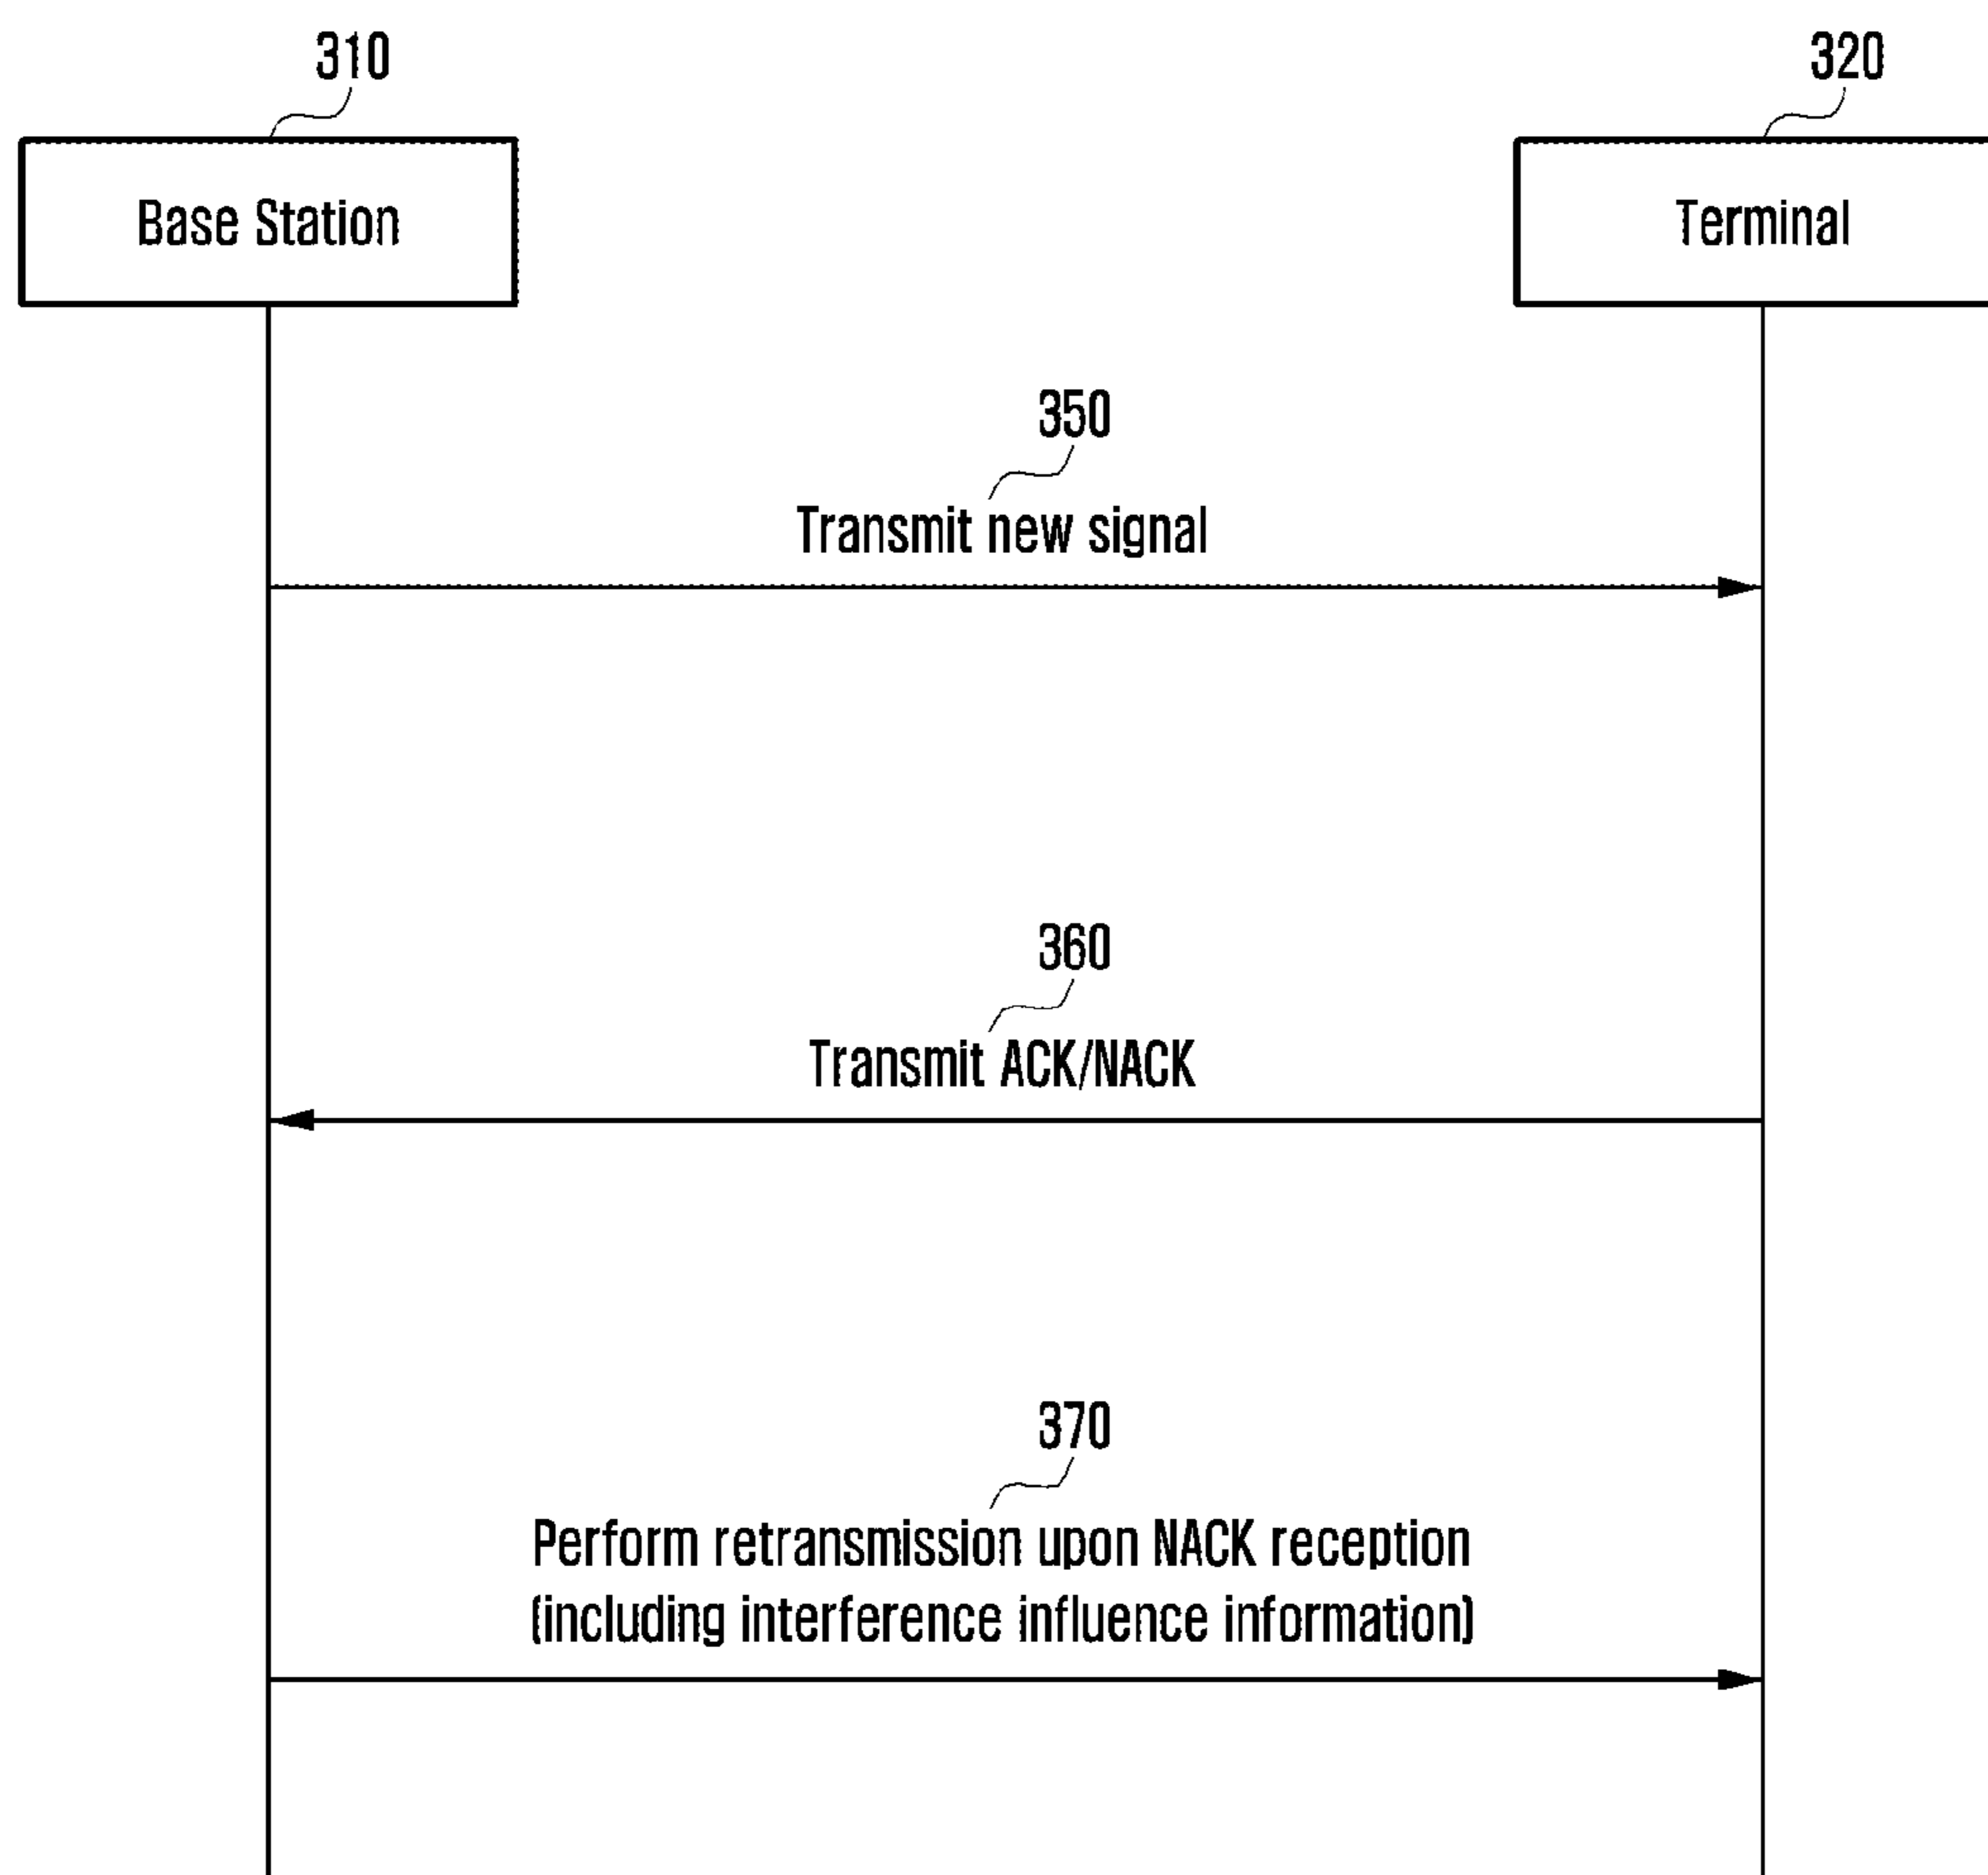 310
320
Base Station
Terminal
350
Transmit new signal
360
Transmit ACK/NACK
370
Perform retransmission upon NACK reception
(including interference influence information)